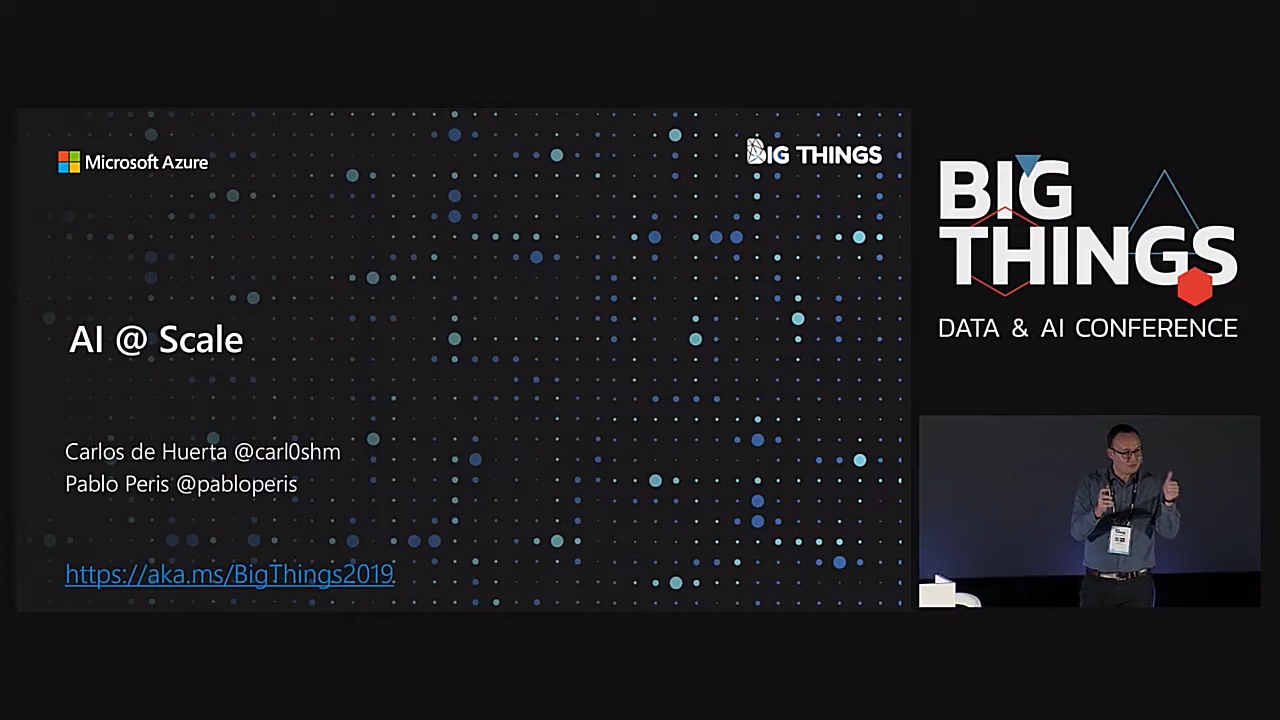 Microsoft Azure
BIG THINGS
AI @ Scale
Carlos de Huerta @carl0shm
Pablo Peris @pabloperis
https://aka.ms/BigThings2019
BIG
THINGS
DATA & AI CONFERENCE